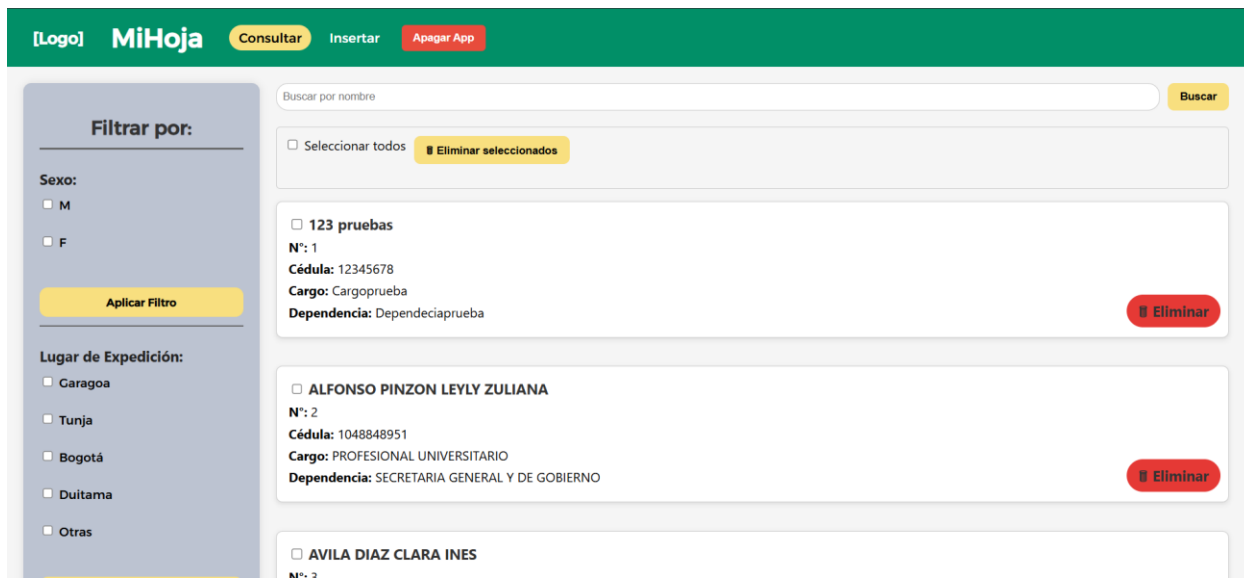 [Logo] MiHoja Consultar Insertar Apagar App
Filtrar por:
Sexo:
M
F
Aplicar Filtro
Lugar de Expedición:
Garagoa
Tunja
Bogotá
Duitama
Otras
Buscar por nombre Buscar
Seleccionar todos Eliminar seleccionados
123 pruebas
N°: 1
Cédula: 12345678
Cargo: Cargoprueba
Dependencia: Dependeciaprueba
Eliminar
ALFONSO PINZON LEYLY ZULIANA
N°: 2
Cédula: 1048848951
Cargo: PROFESIONAL UNIVERSITARIO
Dependencia: SECRETARIA GENERAL Y DE GOBIERNO
Eliminar
AVILA DIAZ CLARA INES
N°: 3